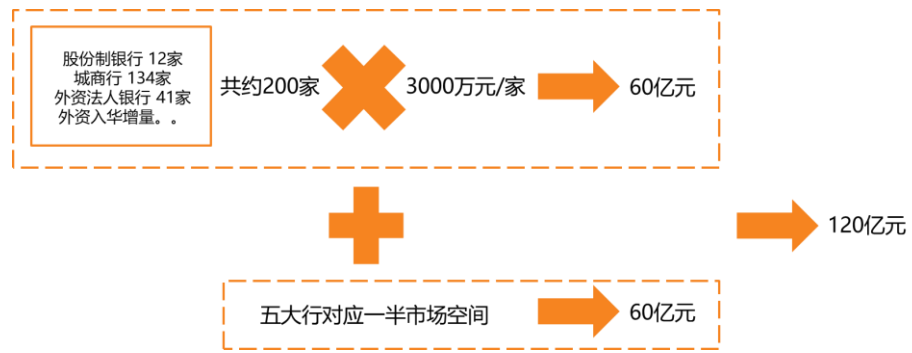 股份制银行 12家
城商行 134家
外资法人银行 41家
外资入华增量。。
共约200家
3000万元/家
60亿元
120亿元
五大行对应一半市场空间
60亿元